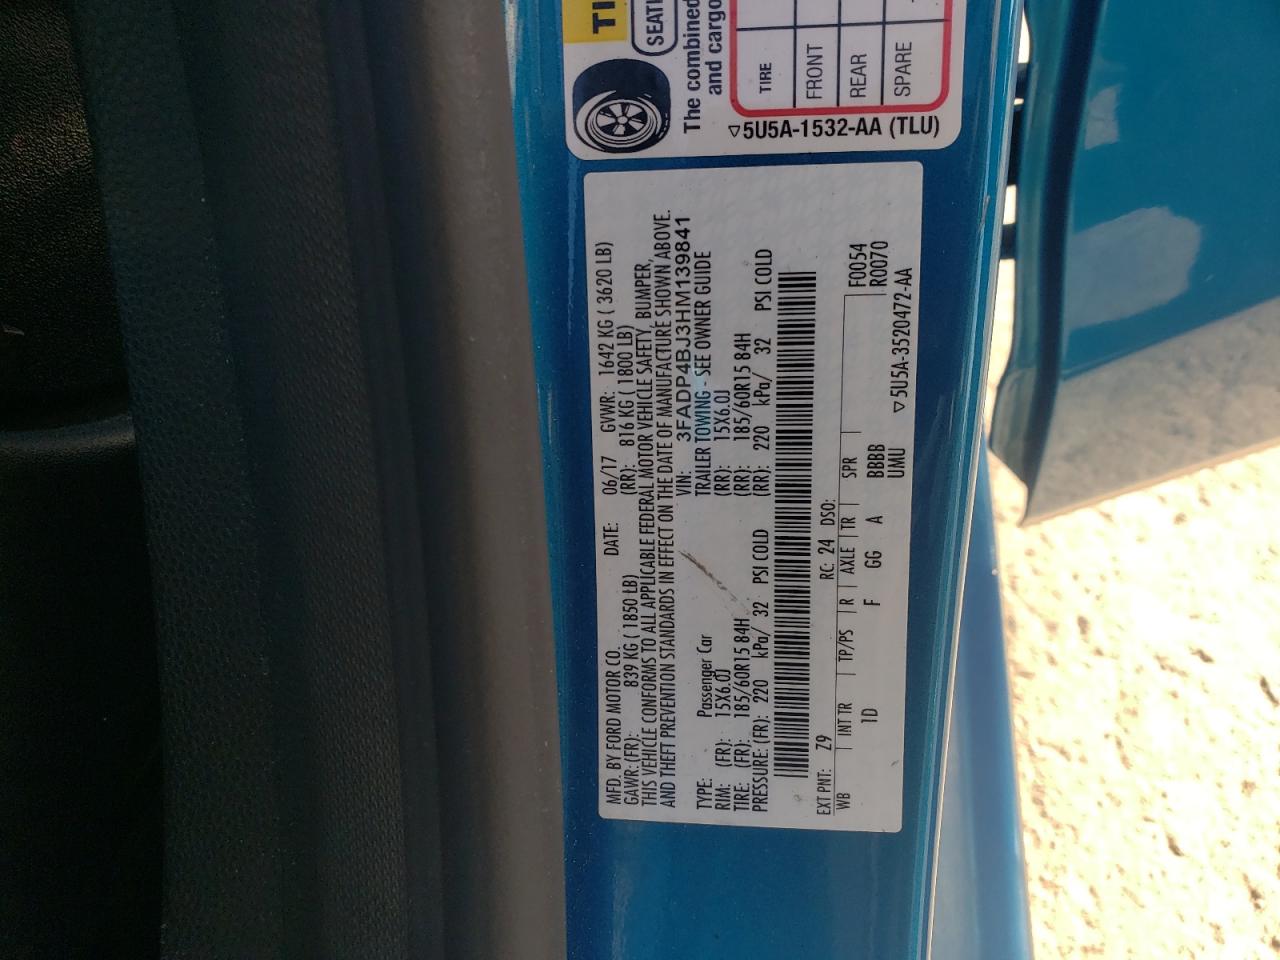 TI
SEATI
The combined
and cargo
TIRE
FRONT
REAR
SPARE
▽5U5A-1532-AA (TLU)
MFD. BY FORD MOTOR CO. DATE: 06/17 GVWR: 1642 KG ( 3620 LB)
GAWR: (FR): 839 KG ( 1850 LB) (RR): 816 KG ( 1800 LB)
THIS VEHICLE CONFORMS TO ALL APPLICABLE FEDERAL MOTOR VEHICLE SAFETY, BUMPER,
AND THEFT PREVENTION STANDARDS IN EFFECT ON THE DATE OF MANUFACTURE SHOWN ABOVE.
VIN: 3FADP4BJ3HM139841
TYPE: Passenger Car TRAILER TOWING - SEE OWNER GUIDE
RIM: (FR): 15X6.0J (RR): 15X6.0J
TIRE: (FR): 185/60R15 84H (RR): 185/60R15 84H
PRESSURE: (FR): 220 kPa/ 32 PSI COLD (RR): 220 kPa/ 32 PSI COLD
EXT PNT: Z9 RC: 24 DSO:
WB INT TR TP/PS R AXLE TR SPR F0054
1D F GG A BBBB R0070
UMU
▽5U5A-3520472-AA